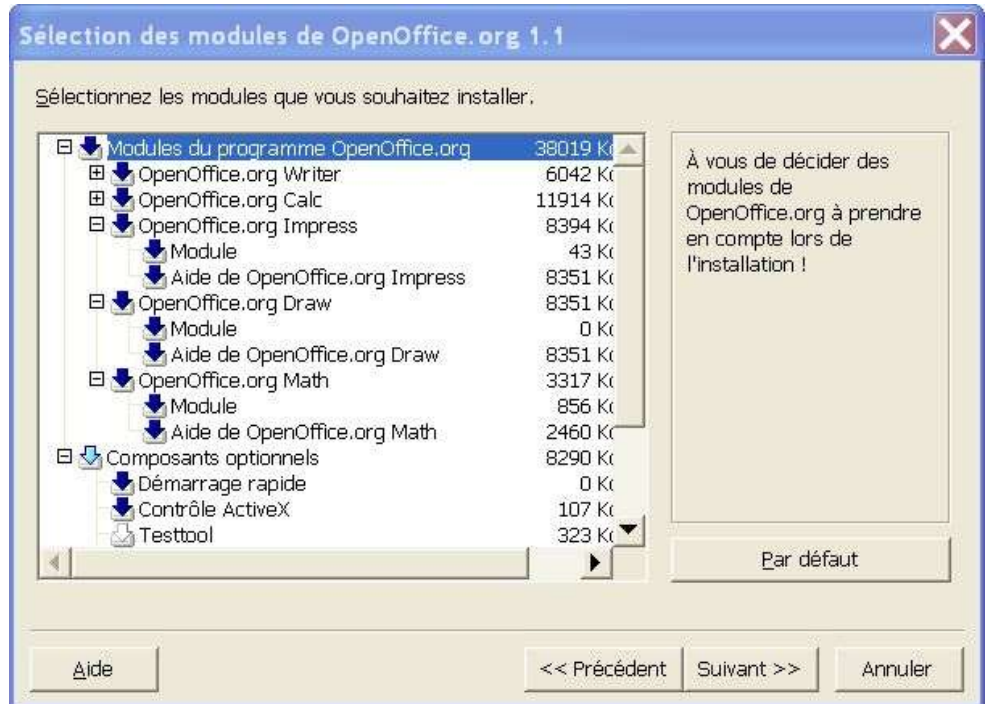 Sélection des modules de OpenOffice.org 1.1
Sélectionnez les modules que vous souhaitez installer.
Modules du programme OpenOffice.org 38019 Ko
OpenOffice.org Writer 6042 Ko
OpenOffice.org Calc 11914 Ko
OpenOffice.org Impress 8394 Ko
Module 43 Ko
Aide de OpenOffice.org Impress 8351 Ko
OpenOffice.org Draw 8351 Ko
Module 0 Ko
Aide de OpenOffice.org Draw 8351 Ko
OpenOffice.org Math 3317 Ko
Module 856 Ko
Aide de OpenOffice.org Math 2460 Ko
Composants optionnels 8290 Ko
Démarrage rapide 0 Ko
Contrôle ActiveX 107 Ko
Testtool 323 Ko
À vous de décider des
modules de
OpenOffice.org à prendre
en compte lors de
l'installation !
Par défaut
Aide
<< Précédent
Suivant >>
Annuler